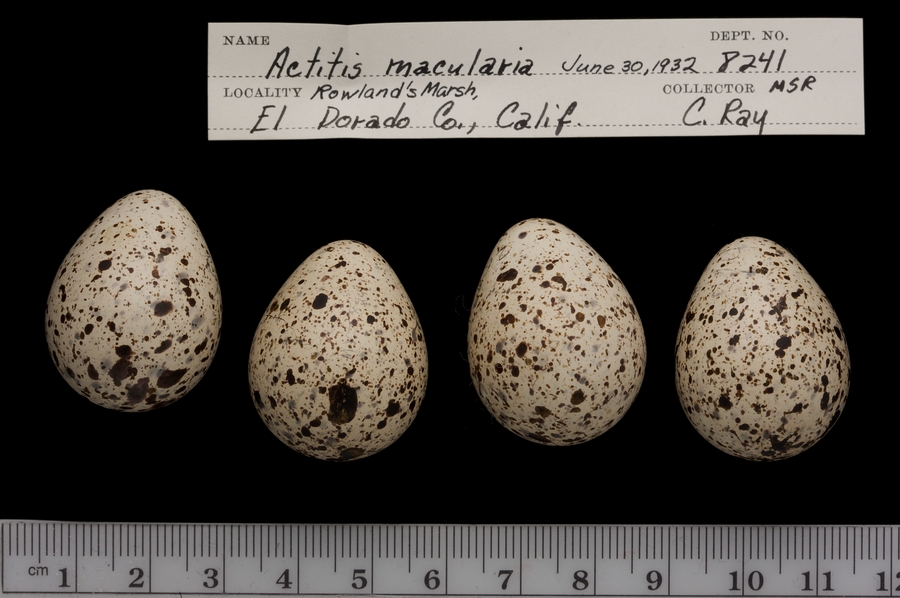 NAME DEPT. NO.
Actitis macularia June 30, 1932 8241
LOCALITY Rowland's Marsh, COLLECTOR MSR
El Dorado Co., Calif. C. Ray
cm 1 2 3 4 5 6 7 8 9 10 11 12